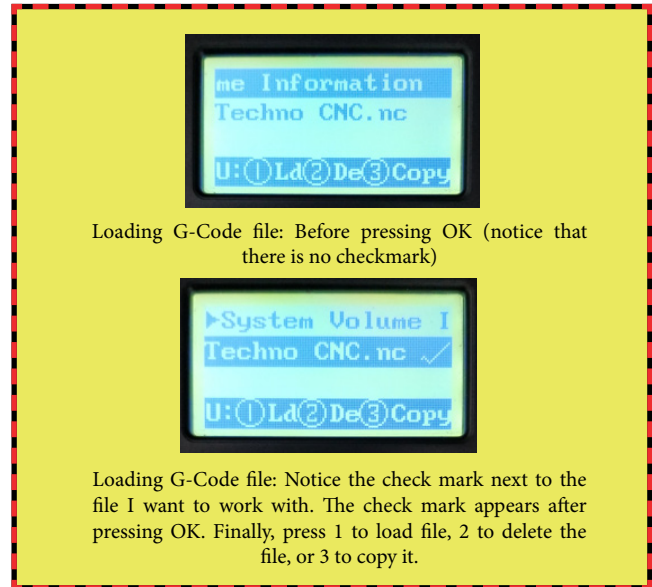 me Information
Techno CNC.nc
U:①Ld②De③Copy
Loading G-Code file: Before pressing OK (notice that
there is no checkmark)
▶System Volume I
Techno CNC.nc ✓
U:①Ld②De③Copy
Loading G-Code file: Notice the check mark next to the
file I want to work with. The check mark appears after
pressing OK. Finally, press 1 to load file, 2 to delete the
file, or 3 to copy it.